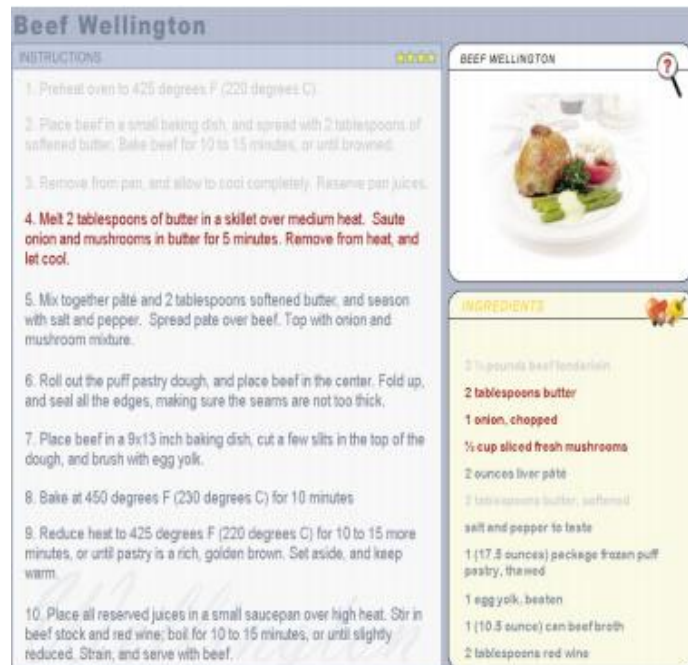 Beef Wellington
INSTRUCTIONS
1. Preheat oven to 425 degrees F (220 degrees C)
2. Place beef in a small baking dish, and spread with 2 tablespoons of
softened butter. Bake beef for 10 to 15 minutes, or until browned.
3. Remove from pan, and allow to cool completely. Reserve pan juices.
4. Melt 2 tablespoons of butter in a skillet over medium heat. Saute
onion and mushrooms in butter for 5 minutes. Remove from heat, and
let cool.
5. Mix together pâté and 2 tablespoons softened butter, and season
with salt and pepper. Spread pate over beef. Top with onion and
mushroom mixture.
6. Roll out the puff pastry dough, and place beef in the center. Fold up,
and seal all the edges, making sure the seams are not too thick.
7. Place beef in a 9x13 inch baking dish, cut a few slits in the top of the
dough, and brush with egg yolk.
8. Bake at 450 degrees F (230 degrees C) for 10 minutes
9. Reduce heat to 425 degrees F (220 degrees C) for 10 to 15 more
minutes, or until pastry is a rich, golden brown. Set aside, and keep
warm.
10. Place all reserved juices in a small saucepan over high heat. Stir in
beef stock and red wine; boil for 10 to 15 minutes, or until slightly
reduced. Strain, and serve with beef.
BEEF WELLINGTON
?
INGREDIENTS
2 ½ pounds beef tenderloin
2 tablespoons butter
1 onion, chopped
½ cup sliced fresh mushrooms
2 ounces liver pâté
2 tablespoons butter, softened
salt and pepper to taste
1 (17.5 ounces) package frozen puff
pastry, thawed
1 egg yolk, beaten
1 (10.5 ounce) can beef broth
2 tablespoons red wine